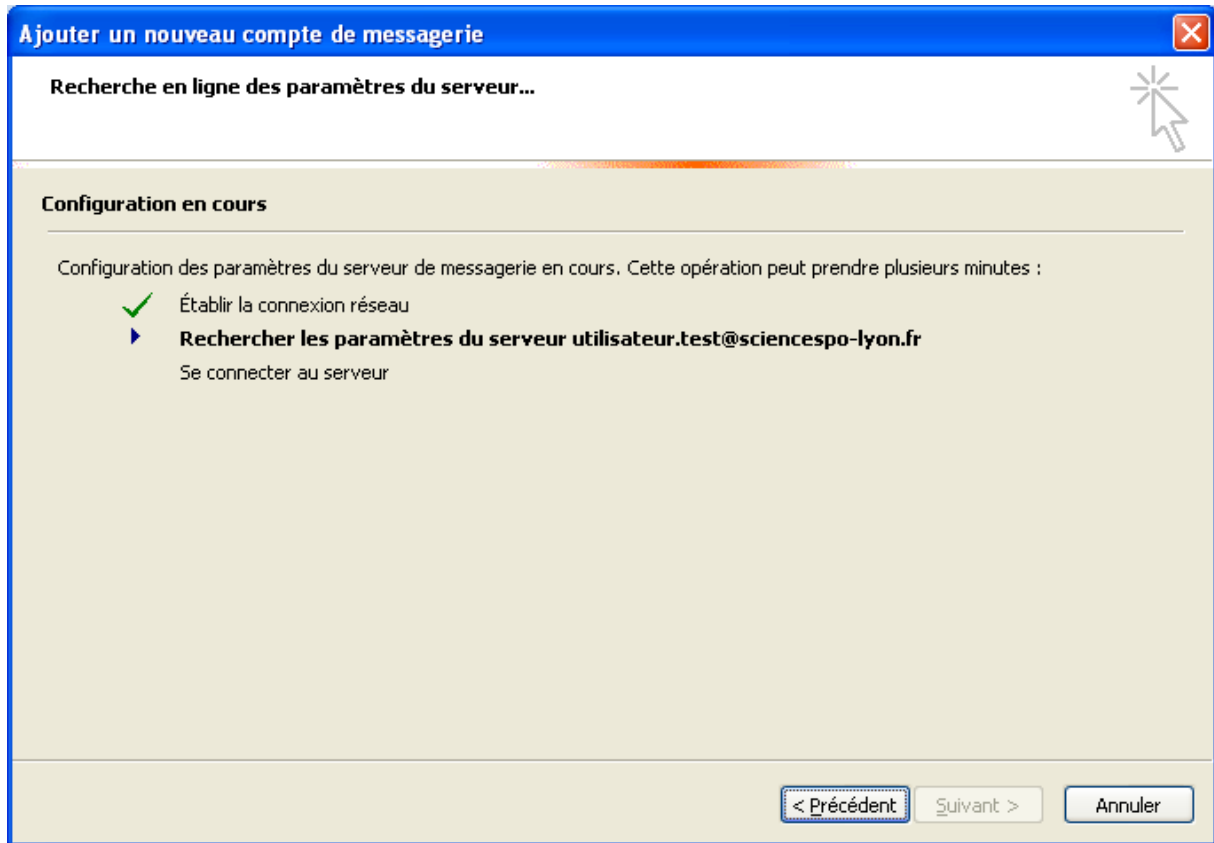 Ajouter un nouveau compte de messagerie
Recherche en ligne des paramètres du serveur...
Configuration en cours
Configuration des paramètres du serveur de messagerie en cours. Cette opération peut prendre plusieurs minutes :
Établir la connexion réseau
Rechercher les paramètres du serveur utilisateur.test@sciencespo-lyon.fr
Se connecter au serveur
< Précédent Suivant > Annuler